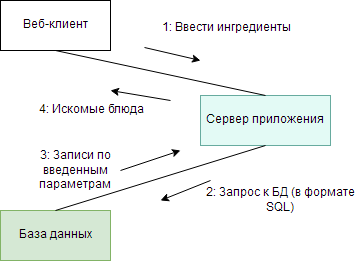 Веб-клиент
1: Ввести ингредиенты
4: Искомые блюда
Сервер приложения
3: Записи по
введенным
параметрам
2: Запрос к БД (в формате
SQL)
База данных